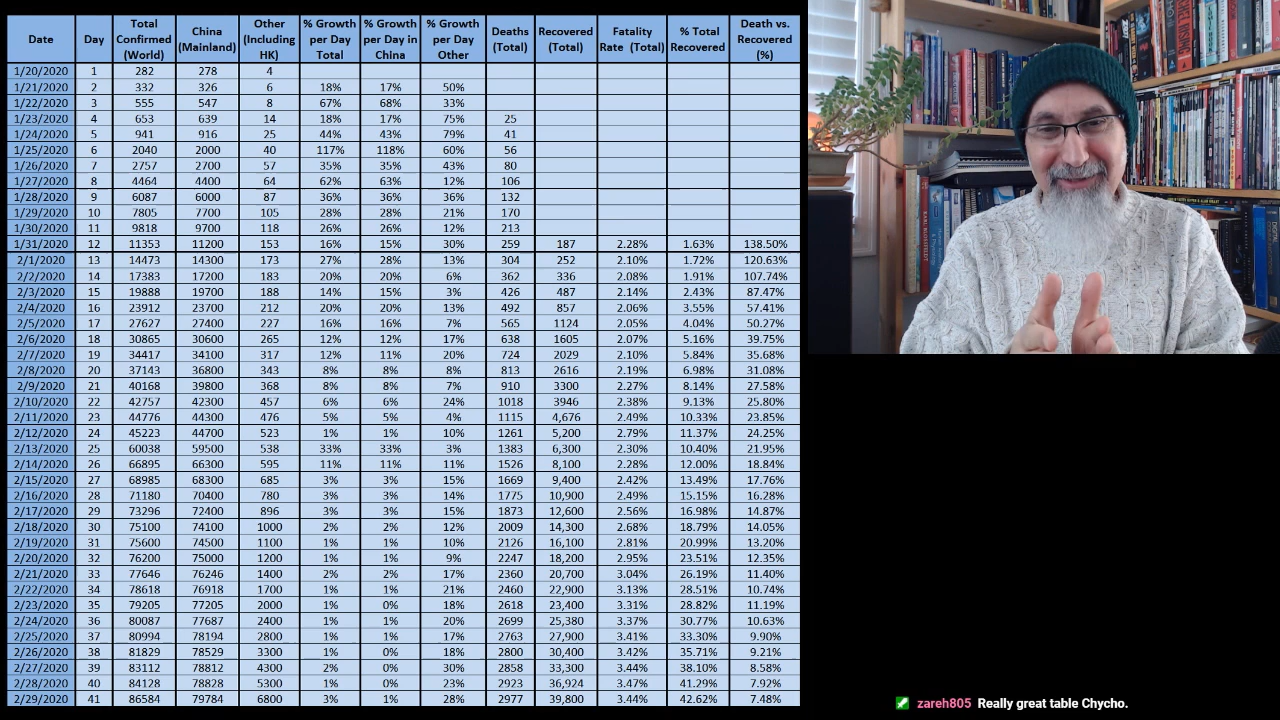 Date Day Total Confirmed (World) China (Mainland) Other (Including HK) % Growth per Day Total % Growth per Day in China % Growth per Day Other Deaths (Total) Recovered (Total) Fatality Rate (Total) % Total Recovered Death vs. Recovered (%)
1/20/2020 1 282 278 4
1/21/2020 2 332 326 6 18% 17% 50%
1/22/2020 3 555 547 8 67% 68% 33%
1/23/2020 4 653 639 14 18% 17% 75% 25
1/24/2020 5 941 916 25 44% 43% 79% 41
1/25/2020 6 2040 2000 40 117% 118% 60% 56
1/26/2020 7 2757 2700 57 35% 35% 43% 80
1/27/2020 8 4464 4400 64 62% 63% 12% 106
1/28/2020 9 6087 6000 87 36% 36% 36% 132
1/29/2020 10 7805 7700 105 28% 28% 21% 170
1/30/2020 11 9818 9700 118 26% 26% 12% 213
1/31/2020 12 11353 11200 153 16% 15% 30% 259 187 2.28% 1.63% 138.50%
2/1/2020 13 14473 14300 173 27% 28% 13% 304 252 2.10% 1.72% 120.63%
2/2/2020 14 17383 17200 183 20% 20% 6% 362 336 2.08% 1.91% 107.74%
2/3/2020 15 19888 19700 188 14% 15% 3% 426 487 2.14% 2.43% 87.47%
2/4/2020 16 23912 23700 212 20% 20% 13% 492 857 2.06% 3.55% 57.41%
2/5/2020 17 27627 27400 227 16% 16% 7% 565 1124 2.05% 4.04% 50.27%
2/6/2020 18 30865 30600 265 12% 12% 17% 638 1605 2.07% 5.16% 39.75%
2/7/2020 19 34417 34100 317 12% 11% 20% 724 2029 2.10% 5.84% 35.68%
2/8/2020 20 37143 36800 343 8% 8% 8% 813 2616 2.19% 6.98% 31.08%
2/9/2020 21 40168 39800 368 8% 8% 7% 910 3300 2.27% 8.14% 27.58%
2/10/2020 22 42757 42300 457 6% 6% 24% 1018 3946 2.38% 9.13% 25.80%
2/11/2020 23 44776 44300 476 5% 5% 4% 1115 4,676 2.49% 10.33% 23.85%
2/12/2020 24 45223 44700 523 1% 1% 10% 1261 5,200 2.79% 11.37% 24.25%
2/13/2020 25 60038 59500 538 33% 33% 3% 1383 6,300 2.30% 10.40% 21.95%
2/14/2020 26 66895 66300 595 11% 11% 11% 1526 8,100 2.28% 12.00% 18.84%
2/15/2020 27 68985 68300 685 3% 3% 15% 1669 9,400 2.42% 13.49% 17.76%
2/16/2020 28 71180 70400 780 3% 3% 14% 1775 10,900 2.49% 15.15% 16.28%
2/17/2020 29 73296 72400 896 3% 3% 15% 1873 12,600 2.56% 16.98% 14.87%
2/18/2020 30 75100 74100 1000 2% 2% 12% 2009 14,300 2.68% 18.79% 14.05%
2/19/2020 31 75600 74500 1100 1% 1% 10% 2126 16,100 2.81% 20.99% 13.20%
2/20/2020 32 76200 75000 1200 1% 1% 9% 2247 18,200 2.95% 23.51% 12.35%
2/21/2020 33 77646 76246 1400 2% 2% 17% 2360 20,700 3.04% 26.19% 11.40%
2/22/2020 34 78618 76918 1700 1% 1% 21% 2460 22,900 3.13% 28.51% 10.74%
2/23/2020 35 79205 77205 2000 1% 0% 18% 2618 23,400 3.31% 28.82% 11.19%
2/24/2020 36 80087 77687 2400 1% 1% 20% 2699 25,380 3.37% 30.77% 10.63%
2/25/2020 37 80994 78194 2800 1% 1% 17% 2763 27,900 3.41% 33.30% 9.90%
2/26/2020 38 81829 78529 3300 1% 0% 18% 2800 30,400 3.42% 35.71% 9.21%
2/27/2020 39 83112 78812 4300 2% 0% 30% 2858 33,300 3.44% 38.10% 8.58%
2/28/2020 40 84128 78828 5300 1% 0% 23% 2923 36,924 3.47% 41.29% 7.92%
2/29/2020 41 86584 79784 6800 3% 1% 28% 2977 39,800 3.44% 42.62% 7.48%
zareh805 Really great table Chycho.